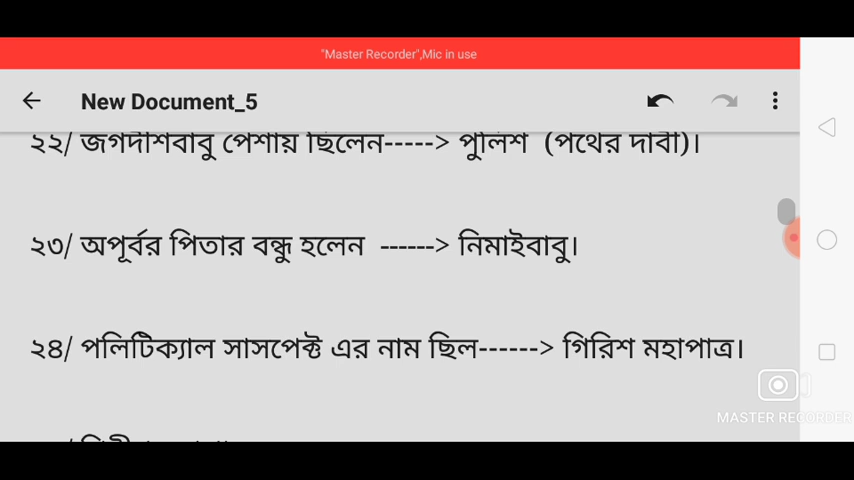 "Master Recorder",Mic in use
New Document_5
২২/ জগদীশবাবু পেশায় ছিলেন-----> পুলিশ (পথের দাবী)।
২৩/ অপূর্বর পিতার বন্ধু হলেন ------> নিমাইবাবু।
২৪/ পলিটিক্যাল সাসপেক্ট এর নাম ছিল------> গিরিশ মহাপাত্র।
MASTER RECORDER